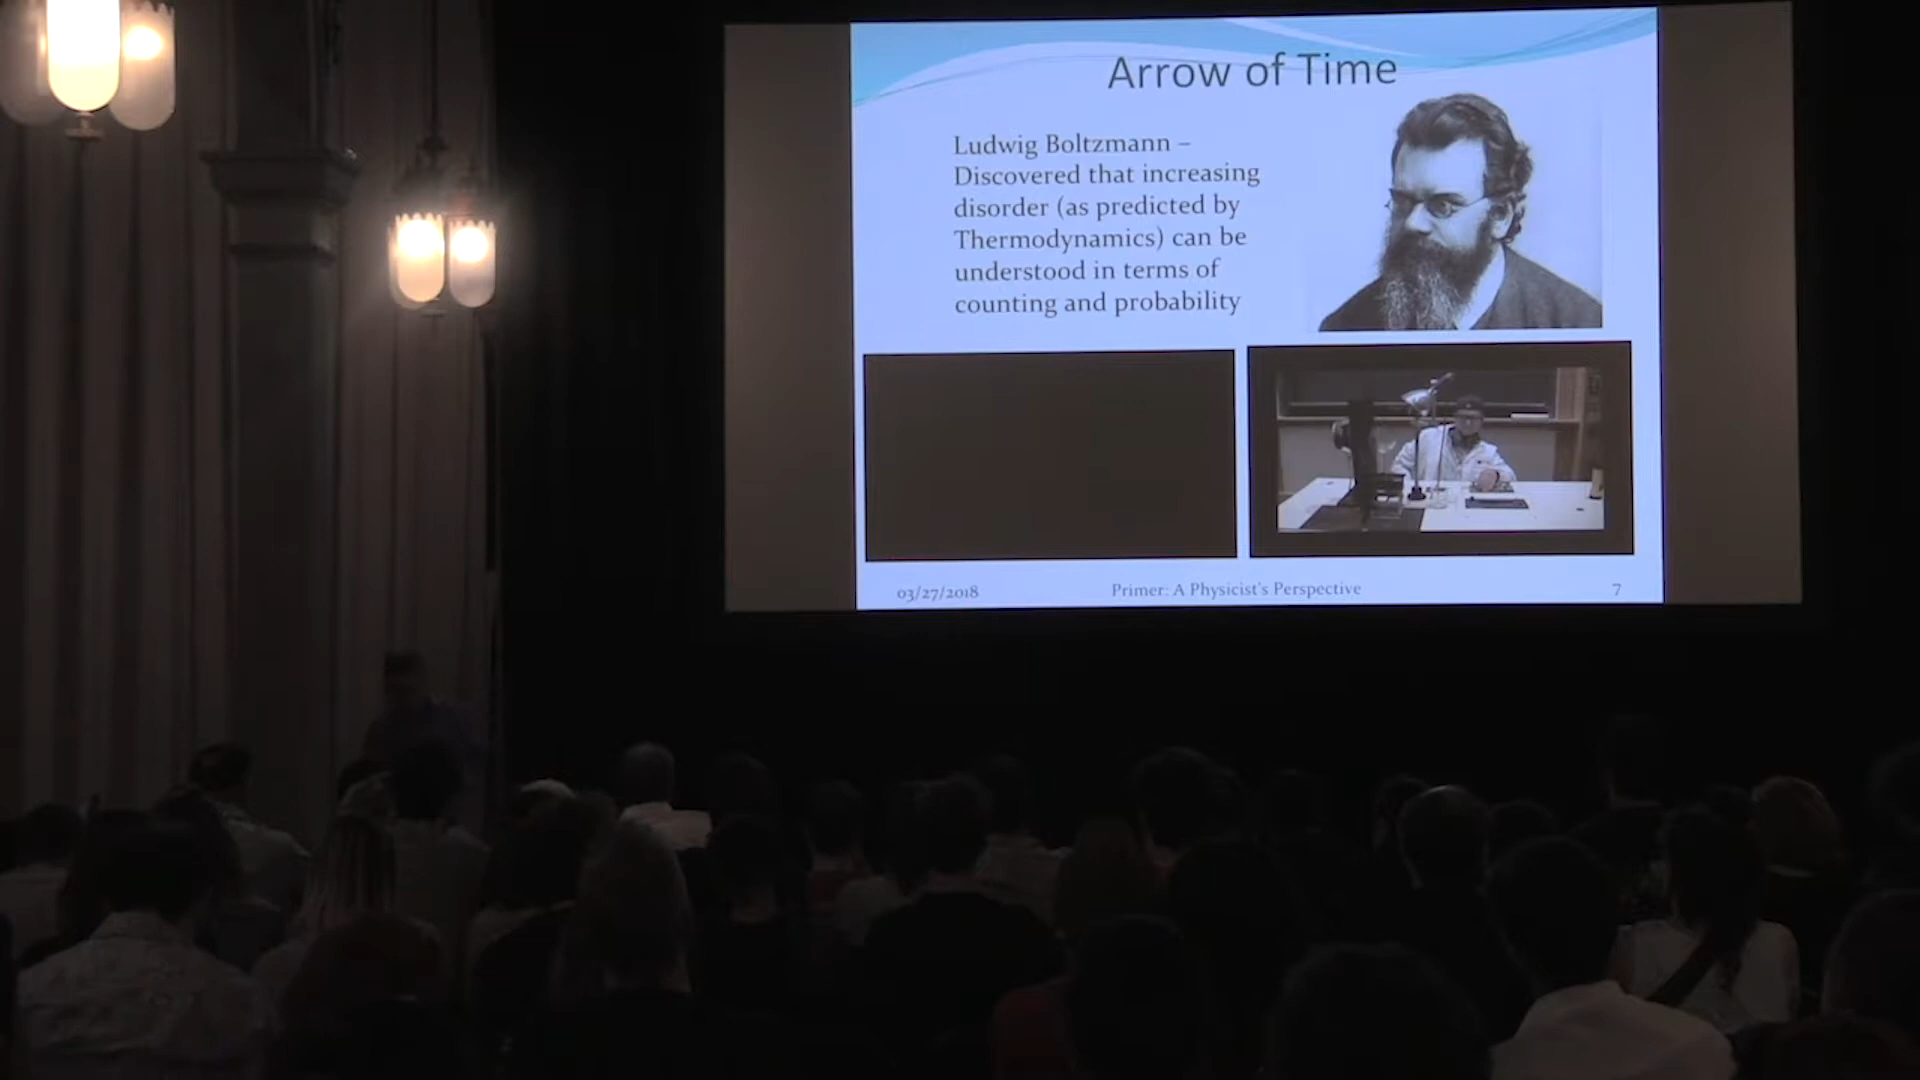 Arrow of Time
Ludwig Boltzmann –
Discovered that increasing
disorder (as predicted by
Thermodynamics) can be
understood in terms of
counting and probability
03/27/2018
Primer: A Physicist's Perspective
7